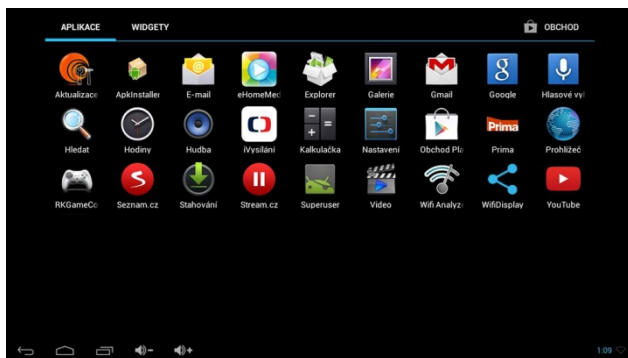 APLIKACE WIDGETY OBCHOD
Aktualizace ApkInstaller E-mail eHomeMed Explorer Galerie Gmail Google Hlasové vy
Hledat Hodiny Hudba iVysílání Kalkulačka Nastavení Obchod Pla Prima Prohlížeč
RKGameCo Seznam.cz Stahování Stream.cz Superuser Video Wifi Analyz WifiDisplay YouTube
1:09